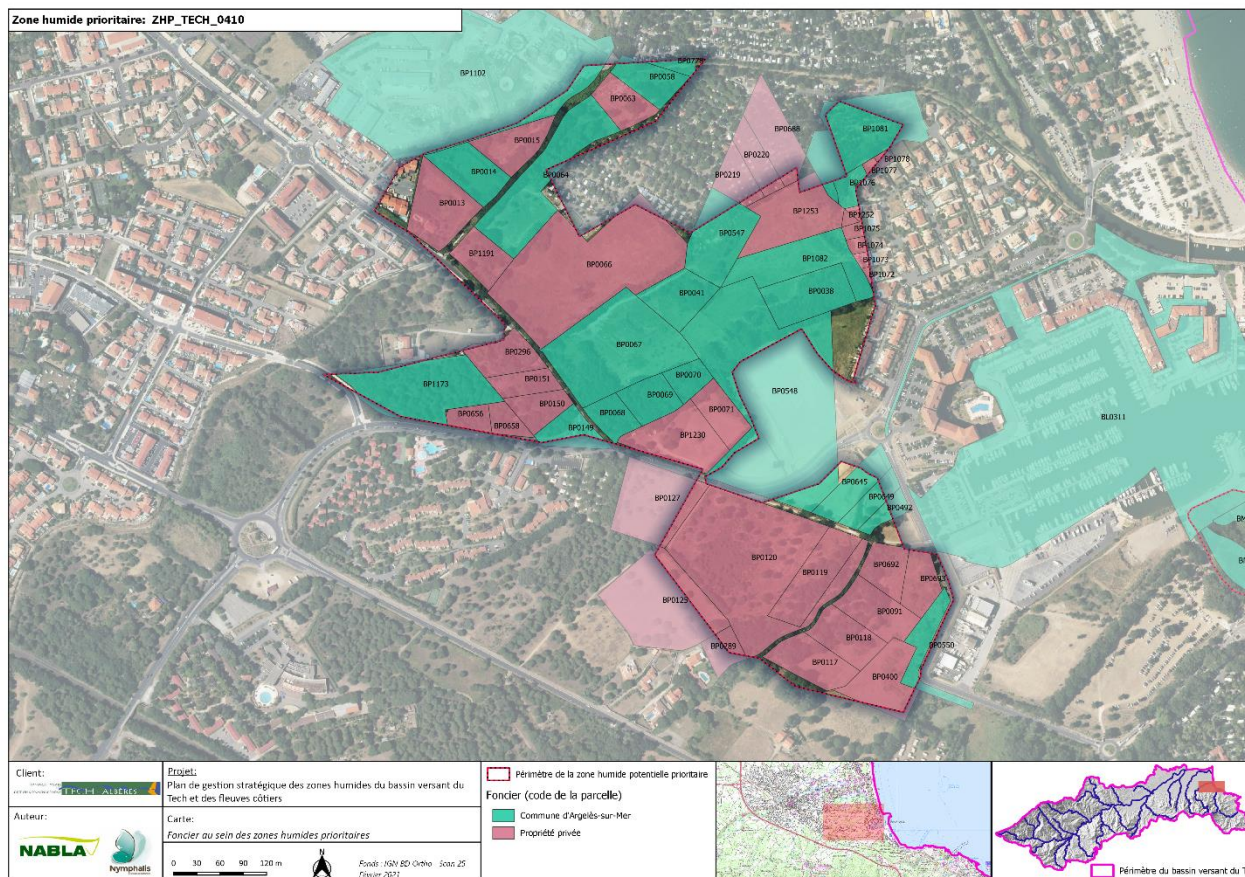 Zone humide prioritaire: ZHP_TECH_0410
BP1102
BP0728
BP0058
BP0063
BP0688
BP1081
BP0015
BP0220
BP1078
BP0014
BP0064
BP0219
BP1077
BP1076
BP0013
BP1253
BP1252
BP0547
BP1075
BP1191
BP1074
BP0066
BP1082
BP1073
BP1072
BP0041
BP0038
BP0067
BP0296
BP0070
BP1173
BP0151
BP0548
BP0069
BP0150
BP0071
BP0656
BP0068
BL0311
BP0658
BP0149
BP1230
BP0645
BP0649
BP0127
BP0492
BM
BP0120
BP0692
BP
BP0119
BP0693
BP0129
BP0091
BP0118
BP0289
BP0550
BP0117
BP0400
Client:
TECH ALBÈRES
Projet:
Plan de gestion stratégique des zones humides du bassin versant du
Tech et des fleuves côtiers
Auteur:
NABLA
Nymphalis
Carte:
Foncier au sein des zones humides prioritaires
0 30 60 90 120 m
N
Fonds : IGN BD Ortho Scan 25
Février 2021
Périmètre de la zone humide potentielle prioritaire
Foncier (code de la parcelle)
Commune d'Argelès-sur-Mer
Propriété privée
Périmètre du bassin versant du T